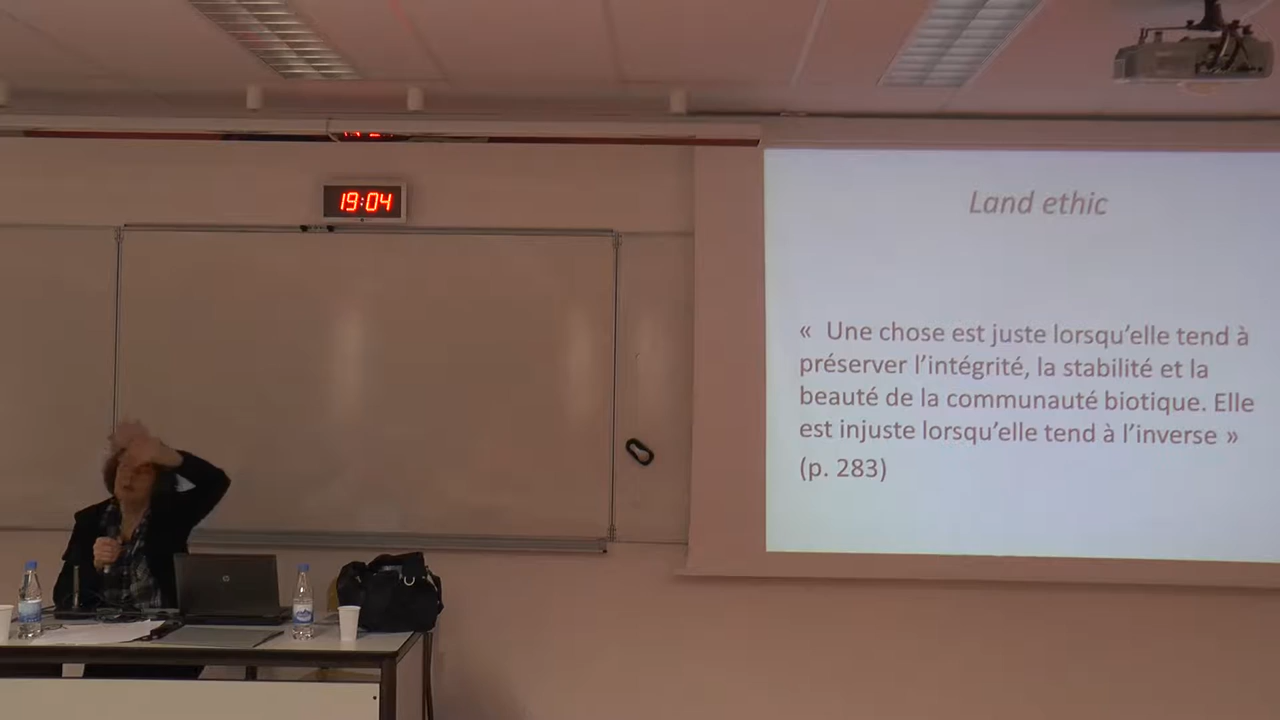 19:04
Land ethic
« Une chose est juste lorsqu'elle tend à
préserver l'intégrité, la stabilité et la
beauté de la communauté biotique. Elle
est injuste lorsqu'elle tend à l'inverse »
(p. 283)
hp